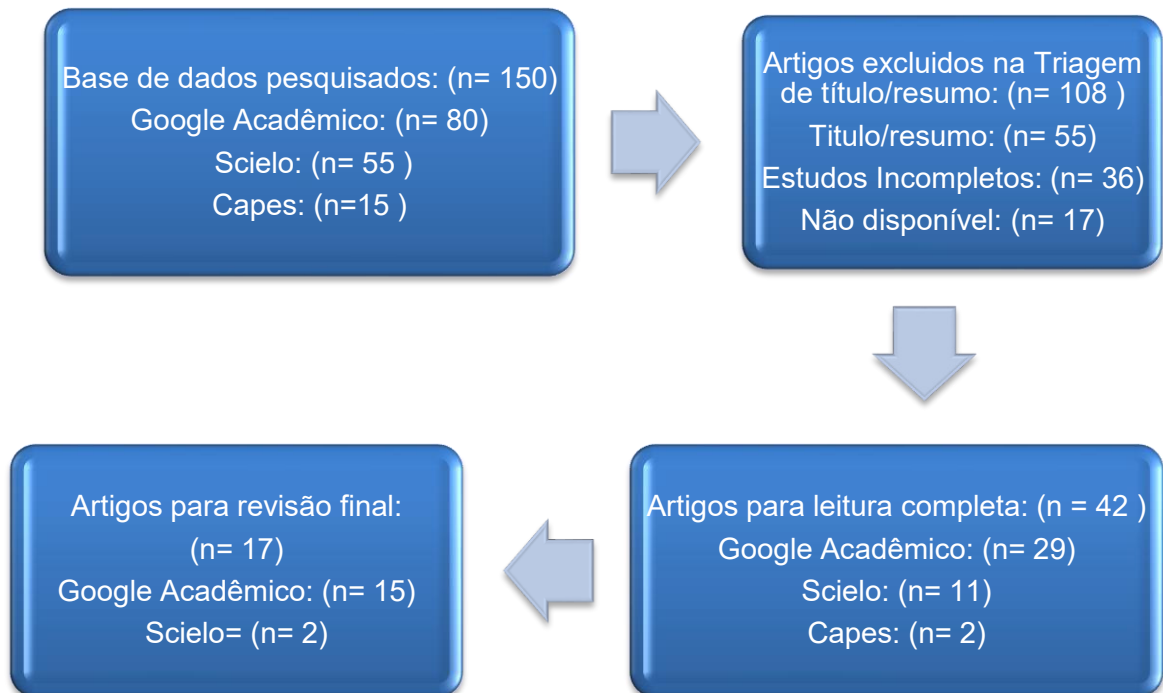 Base de dados pesquisados: (n= 150)
Google Acadêmico: (n= 80)
Scielo: (n= 55 )
Capes: (n=15 )
Artigos excluidos na Triagem
de título/resumo: (n= 108 )
Titulo/resumo: (n= 55)
Estudos Incompletos: (n= 36)
Não disponível: (n= 17)
Artigos para leitura completa: (n = 42 )
Google Acadêmico: (n= 29)
Scielo: (n= 11)
Capes: (n= 2)
Artigos para revisão final:
(n= 17)
Google Acadêmico: (n= 15)
Scielo= (n= 2)